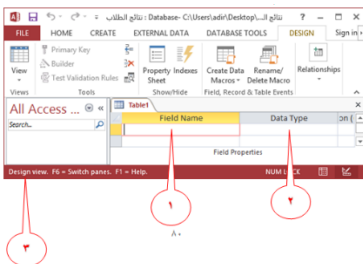 نتائج الطلاب : Database- C:\Users\adir\Desktop\نتائج الـ...
FILE HOME CREATE EXTERNAL DATA DATABASE TOOLS DESIGN Sign in
View
Views
Primary Key
Builder
Test Validation Rules
Tools
Property Sheet
Indexes
Show/Hide
Create Data Macros
Rename/ Delete Macro
Field, Record & Table Events
Relationships
All Access ...
Search..
Table1
Field Name Data Type
Field Properties
Design view. F6 = Switch panes. F1 = Help. NUM LOCK
١
٢
٣
٨٠